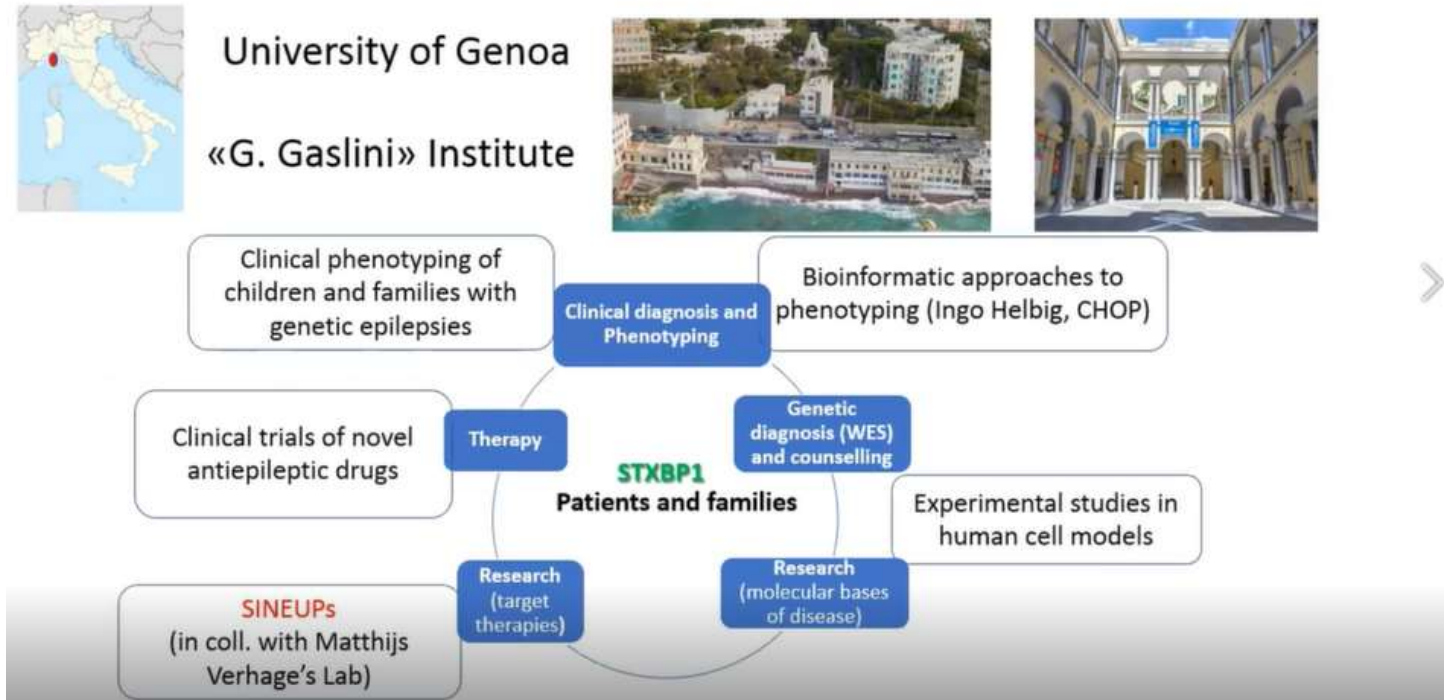 University of Genoa
«G. Gaslini» Institute
Clinical phenotyping of
children and families with
genetic epilepsies
Clinical diagnosis and
Phenotyping
Bioinformatic approaches to
phenotyping (Ingo Helbig, CHOP)
Clinical trials of novel
antiepileptic drugs
Therapy
Genetic
diagnosis (WES)
and counselling
STXBP1
Patients and families
Experimental studies in
human cell models
SINEUPs
(in coll. with Matthijs
Verhage's Lab)
Research
(target
therapies)
Research
(molecular bases
of disease)